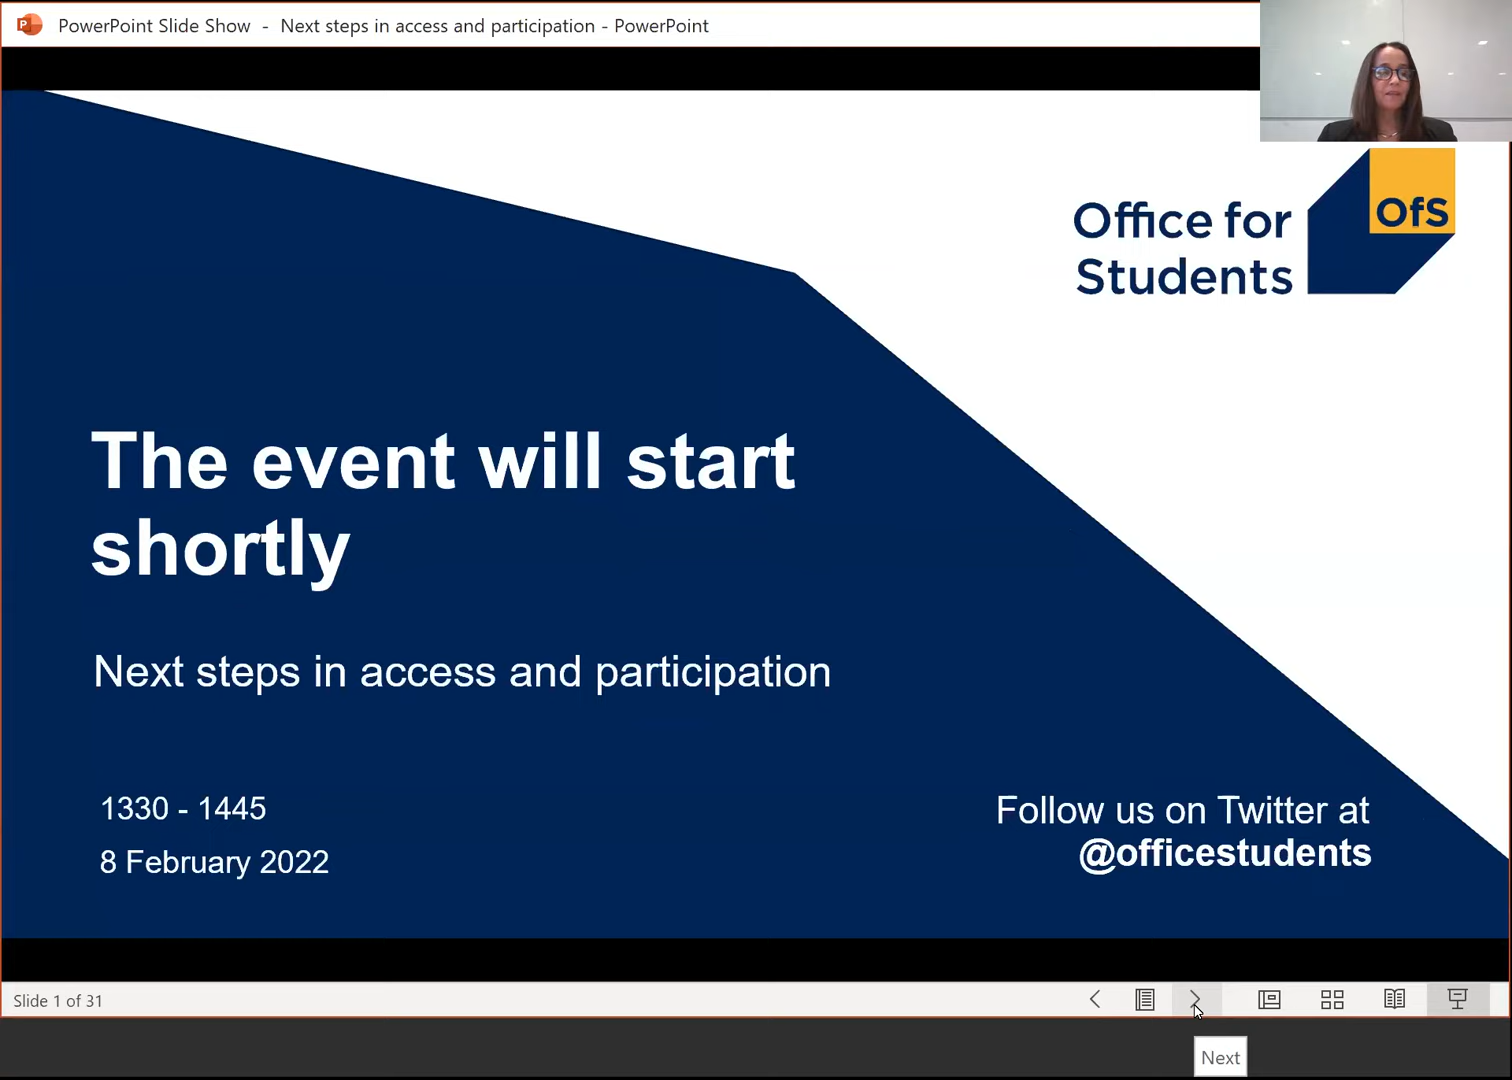 PowerPoint Slide Show - Next steps in access and participation - PowerPoint
Office for
Students
OfS
The event will start
shortly
Next steps in access and participation
1330 - 1445
8 February 2022
Follow us on Twitter at
@officestudents
Slide 1 of 31
Next